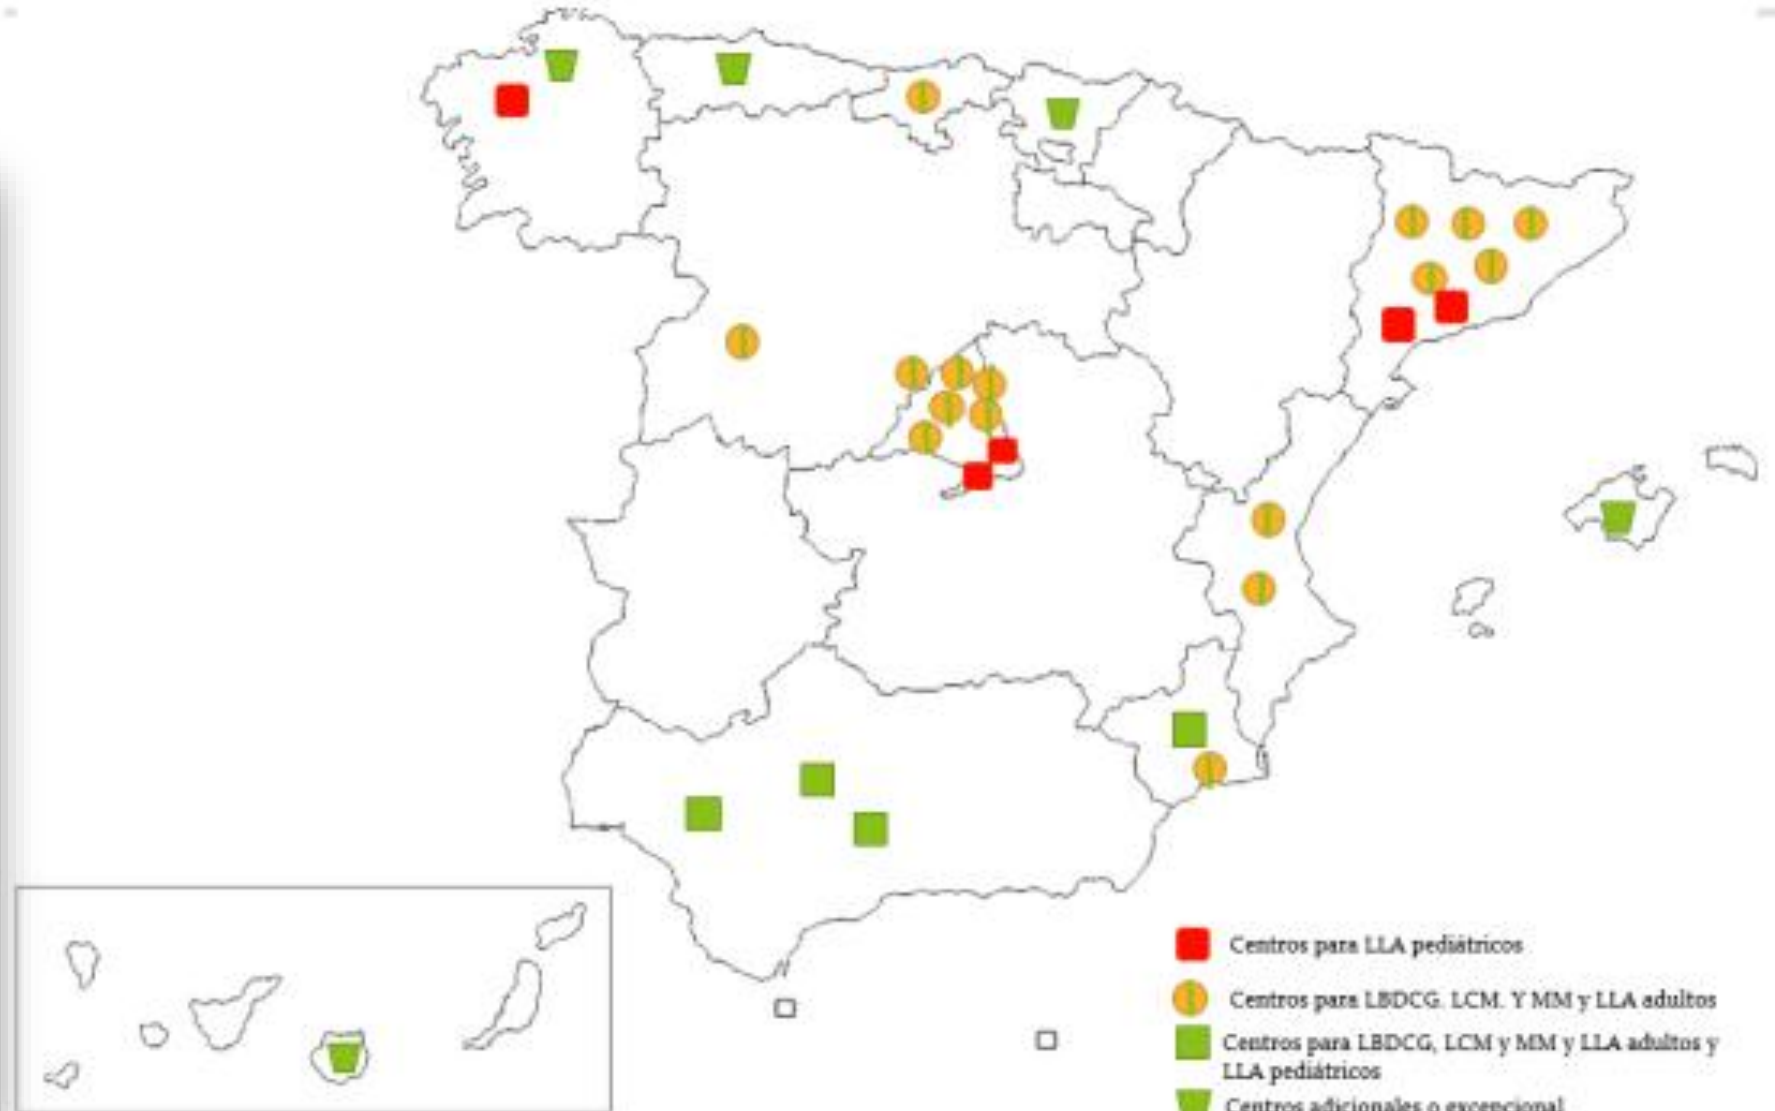 Centros para LLA pediátricos
Centros para LBDCG. LCM. Y MM y LLA adultos
Centros para LBDCG, LCM y MM y LLA adultos y
LLA pediátricos
Centros adicionales o excepcional